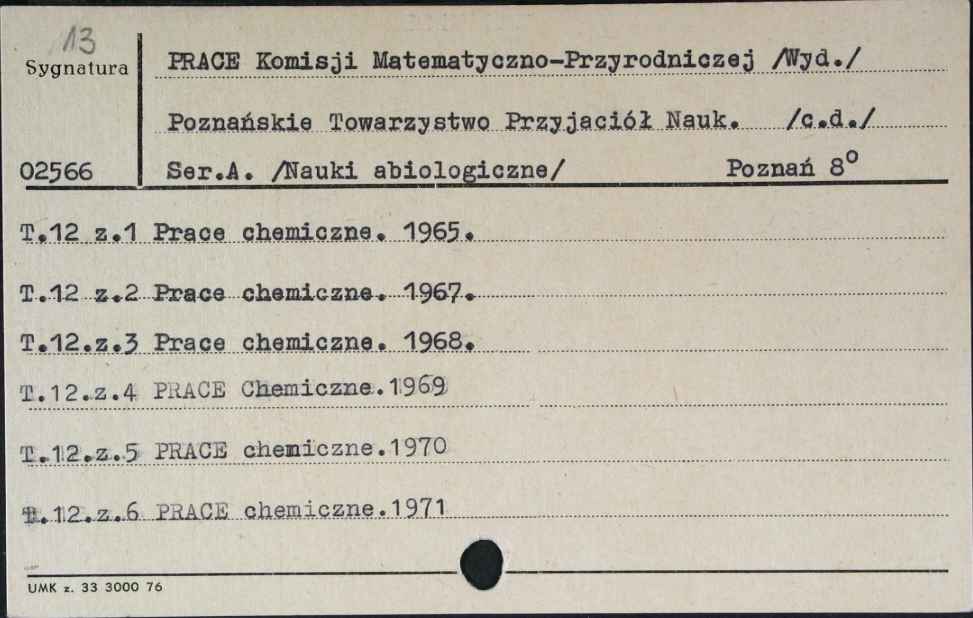 13
Sygnatura
PRACE Komisji Matematyczno-Przyrodniczej /Wyd./
Poznańskie Towarzystwo Przyjaciół Nauk. /c.d./
02566 Ser.A. /Nauki abiologiczne/ Poznań 8°
T.12 z.1 Prace chemiczne. 1965.
T.12 z.2 Prace chemiczne. 1967.
T.12.z.3 Prace chemiczne. 1968.
T.12.z.4 PRACE Chemiczne.1969
T.12.z.5 PRACE chemiczne.1970
T.12.z.6 PRACE chemiczne.1971
UMK z. 33 3000 76